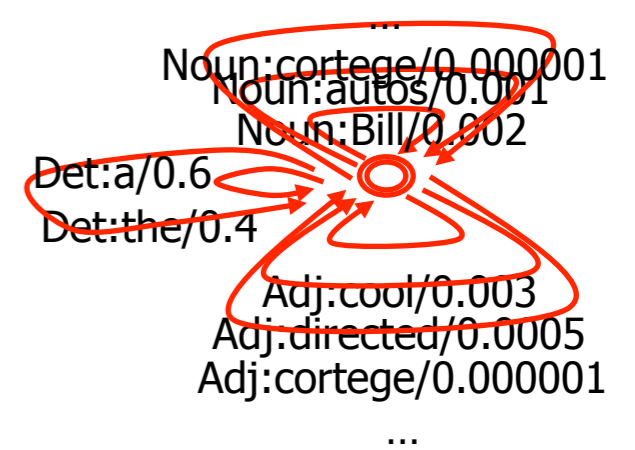 ...
Noun:cortege/0.000001
Noun:autos/0.001
Noun:Bill/0.002
Det:a/0.6
Det:the/0.4
Adj:cool/0.003
Adj:directed/0.0005
Adj:cortege/0.000001
...